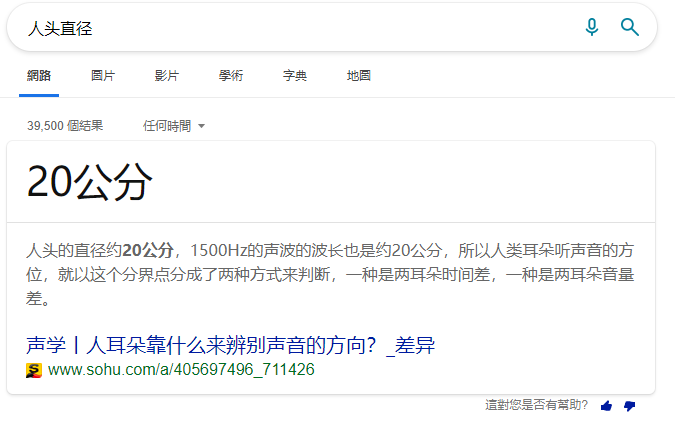 人头直径
網路 圖片 影片 學術 字典 地圖
39,500 個結果 任何時間
20公分
人头的直径约20公分，1500Hz的声波的波长也是约20公分，所以人类耳朵听声音的方
位，就以这个分界点分成了两种方式来判断，一种是两耳朵时间差，一种是两耳朵音量
差。
声学丨人耳朵靠什么来辨别声音的方向？_差异
www.sohu.com/a/405697496_711426
這對您是否有幫助?